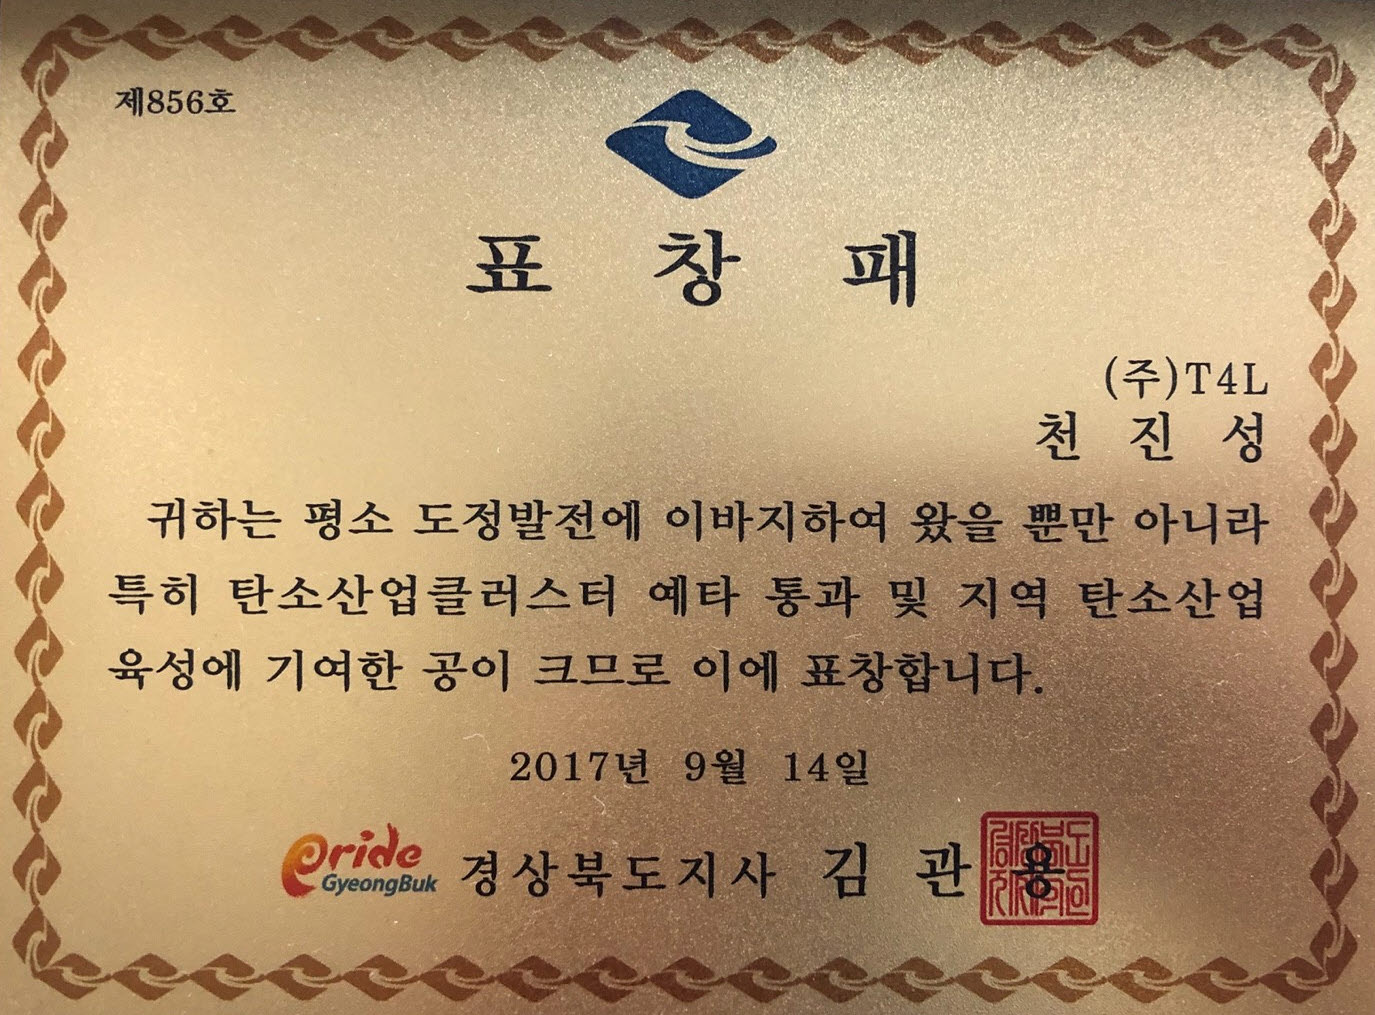 제856호
표 창 패
(주)T4L
천 진 성
귀하는 평소 도정발전에 이바지하여 왔을 뿐만 아니라
특히 탄소산업클러스터 예타 통과 및 지역 탄소산업
육성에 기여한 공이 크므로 이에 표창합니다.
2017년 9월 14일
pride
GyeongBuk
경상북도지사 김 관 용